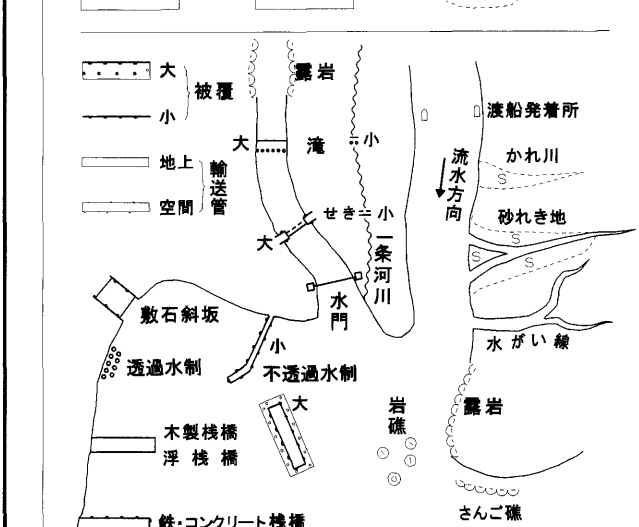 大
小
被覆
地上
空間
輸送管
露岩
大
滝
小
渡船発着所
流水方向
かれ川
S
砂れき地
S
S
S
せき
小
大
一条河川
水門
水がい線
敷石斜坂
透過水制
小
不透過水制
大
岩礁
露岩
木製桟橋
浮桟橋
さんご礁
鉄・コンクリート桟橋